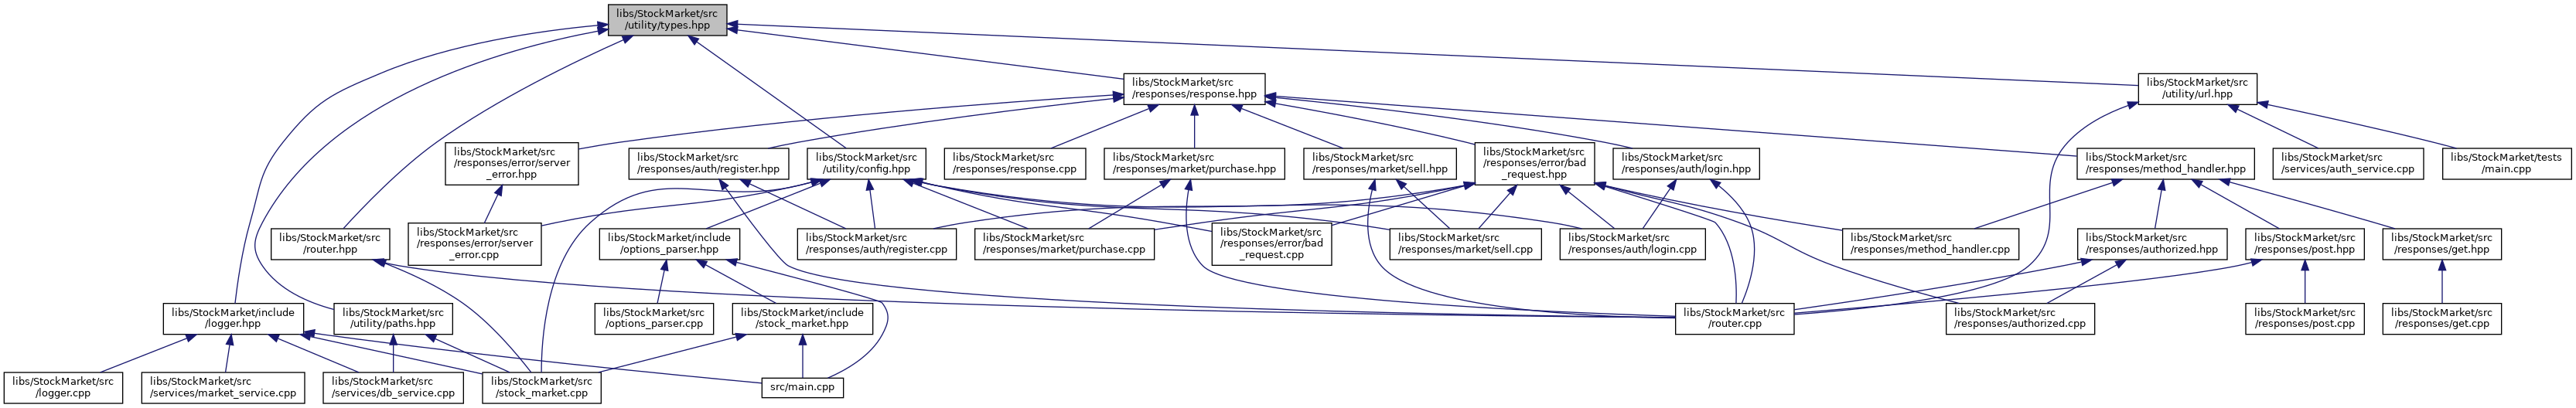 libs/StockMarket/src
/utility/types.hpp
libs/StockMarket/src
/responses/response.hpp
libs/StockMarket/src
/utility/url.hpp
libs/StockMarket/src
/responses/error/server
_error.hpp
libs/StockMarket/src
/responses/auth/register.hpp
libs/StockMarket/src
/utility/config.hpp
libs/StockMarket/src
/responses/response.cpp
libs/StockMarket/src
/responses/market/purchase.hpp
libs/StockMarket/src
/responses/market/sell.hpp
libs/StockMarket/src
/responses/error/bad
_request.hpp
libs/StockMarket/src
/responses/auth/login.hpp
libs/StockMarket/src
/responses/method_handler.hpp
libs/StockMarket/src
/services/auth_service.cpp
libs/StockMarket/tests
/main.cpp
libs/StockMarket/src
/router.hpp
libs/StockMarket/src
/responses/error/server
_error.cpp
libs/StockMarket/include
/options_parser.hpp
libs/StockMarket/src
/responses/auth/register.cpp
libs/StockMarket/src
/responses/market/purchase.cpp
libs/StockMarket/src
/responses/error/bad
_request.cpp
libs/StockMarket/src
/responses/market/sell.cpp
libs/StockMarket/src
/responses/auth/login.cpp
libs/StockMarket/src
/responses/method_handler.cpp
libs/StockMarket/src
/responses/authorized.hpp
libs/StockMarket/src
/responses/post.hpp
libs/StockMarket/src
/responses/get.hpp
libs/StockMarket/include
/logger.hpp
libs/StockMarket/src
/utility/paths.hpp
libs/StockMarket/src
/options_parser.cpp
libs/StockMarket/include
/stock_market.hpp
libs/StockMarket/src
/router.cpp
libs/StockMarket/src
/responses/authorized.cpp
libs/StockMarket/src
/responses/post.cpp
libs/StockMarket/src
/responses/get.cpp
libs/StockMarket/src
/logger.cpp
libs/StockMarket/src
/services/market_service.cpp
libs/StockMarket/src
/services/db_service.cpp
libs/StockMarket/src
/stock_market.cpp
src/main.cpp